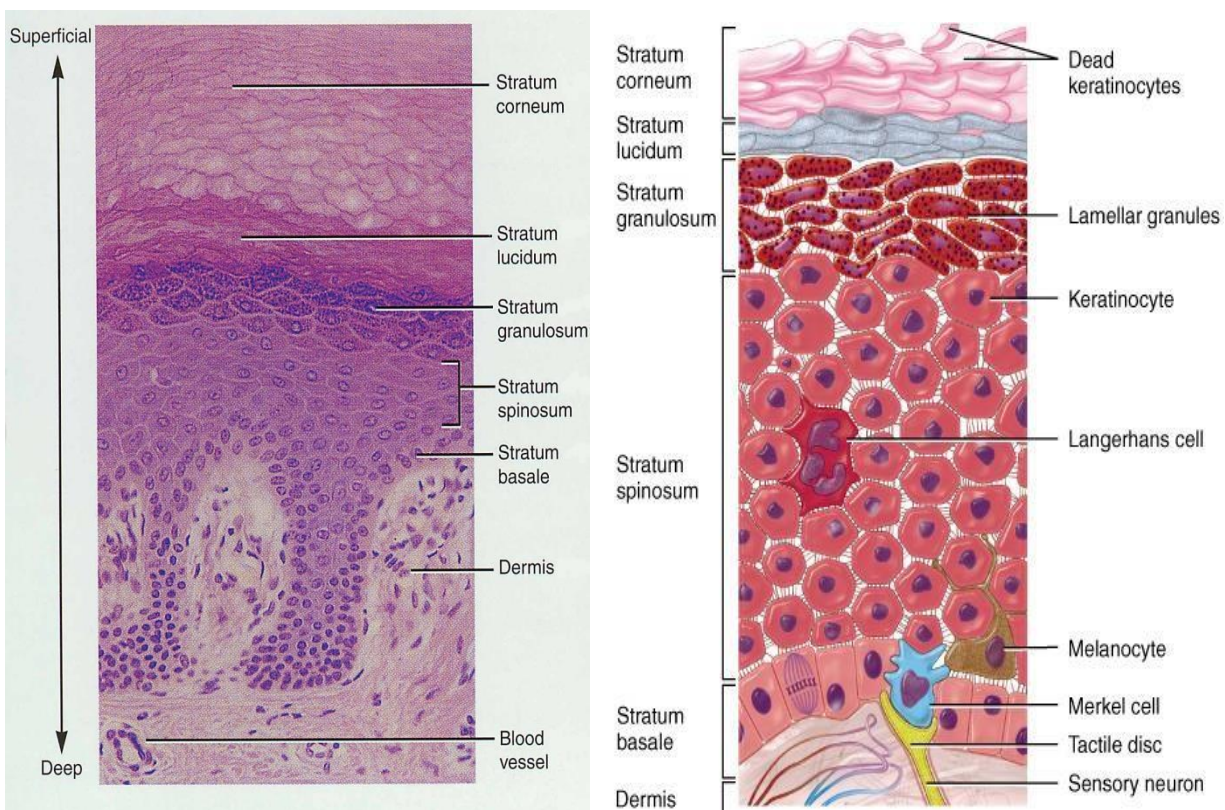 Superficial
Stratum
corneum
Stratum
lucidum
Stratum
granulosum
Stratum
spinosum
Stratum
basale
Dermis
Blood
vessel
Deep
Stratum
corneum
Stratum
lucidum
Stratum
granulosum
Stratum
spinosum
Stratum
basale
Dermis
Dead
keratinocytes
Lamellar granules
Keratinocyte
Langerhans cell
Melanocyte
Merkel cell
Tactile disc
Sensory neuron